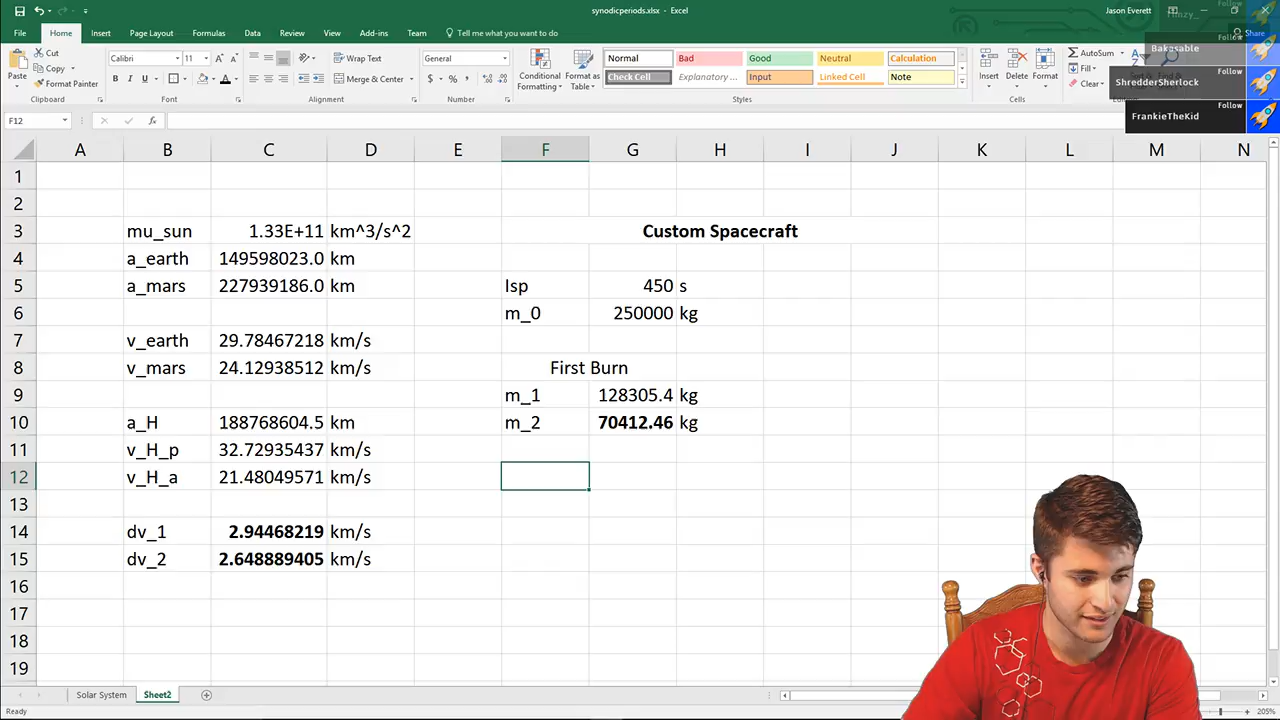 synodicperiods.xlsx - Excel
Jason Everett
File Home Insert Page Layout Formulas Data Review View Add-ins Team Tell me what you want to do
Share
Follow
Bakasable
Follow
ShredderSherlock
Follow
FrankieTheKid
Follow
Paste
Cut
Copy
Format Painter
Clipboard
Calibri 11
B I U
Font
Wrap Text
Merge & Center
Alignment
General
$ % ,
Number
Conditional Formatting
Format as Table
Normal Bad Good Neutral Calculation
Check Cell Explanatory ... Input Linked Cell Note
Styles
Insert Delete Format
Cells
AutoSum
Fill
Clear
F12
fx
A B C D E F G H I J K L M N
1
2
3 mu_sun 1.33E+11 km^3/s^2 Custom Spacecraft
4 a_earth 149598023.0 km
5 a_mars 227939186.0 km Isp 450 s
6 m_0 250000 kg
7 v_earth 29.78467218 km/s
8 v_mars 24.12938512 km/s First Burn
9 m_1 128305.4 kg
10 a_H 188768604.5 km m_2 70412.46 kg
11 v_H_p 32.72935437 km/s
12 v_H_a 21.48049571 km/s
13
14 dv_1 2.94468219 km/s
15 dv_2 2.648889405 km/s
16
17
18
19
Solar System Sheet2
Ready
205%